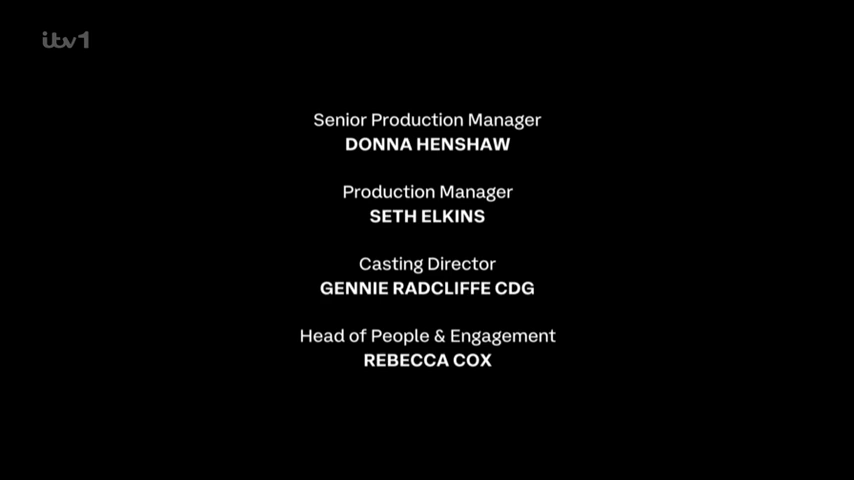 itv1
Senior Production Manager
DONNA HENSHAW
Production Manager
SETH ELKINS
Casting Director
GENNIE RADCLIFFE CDG
Head of People & Engagement
REBECCA COX